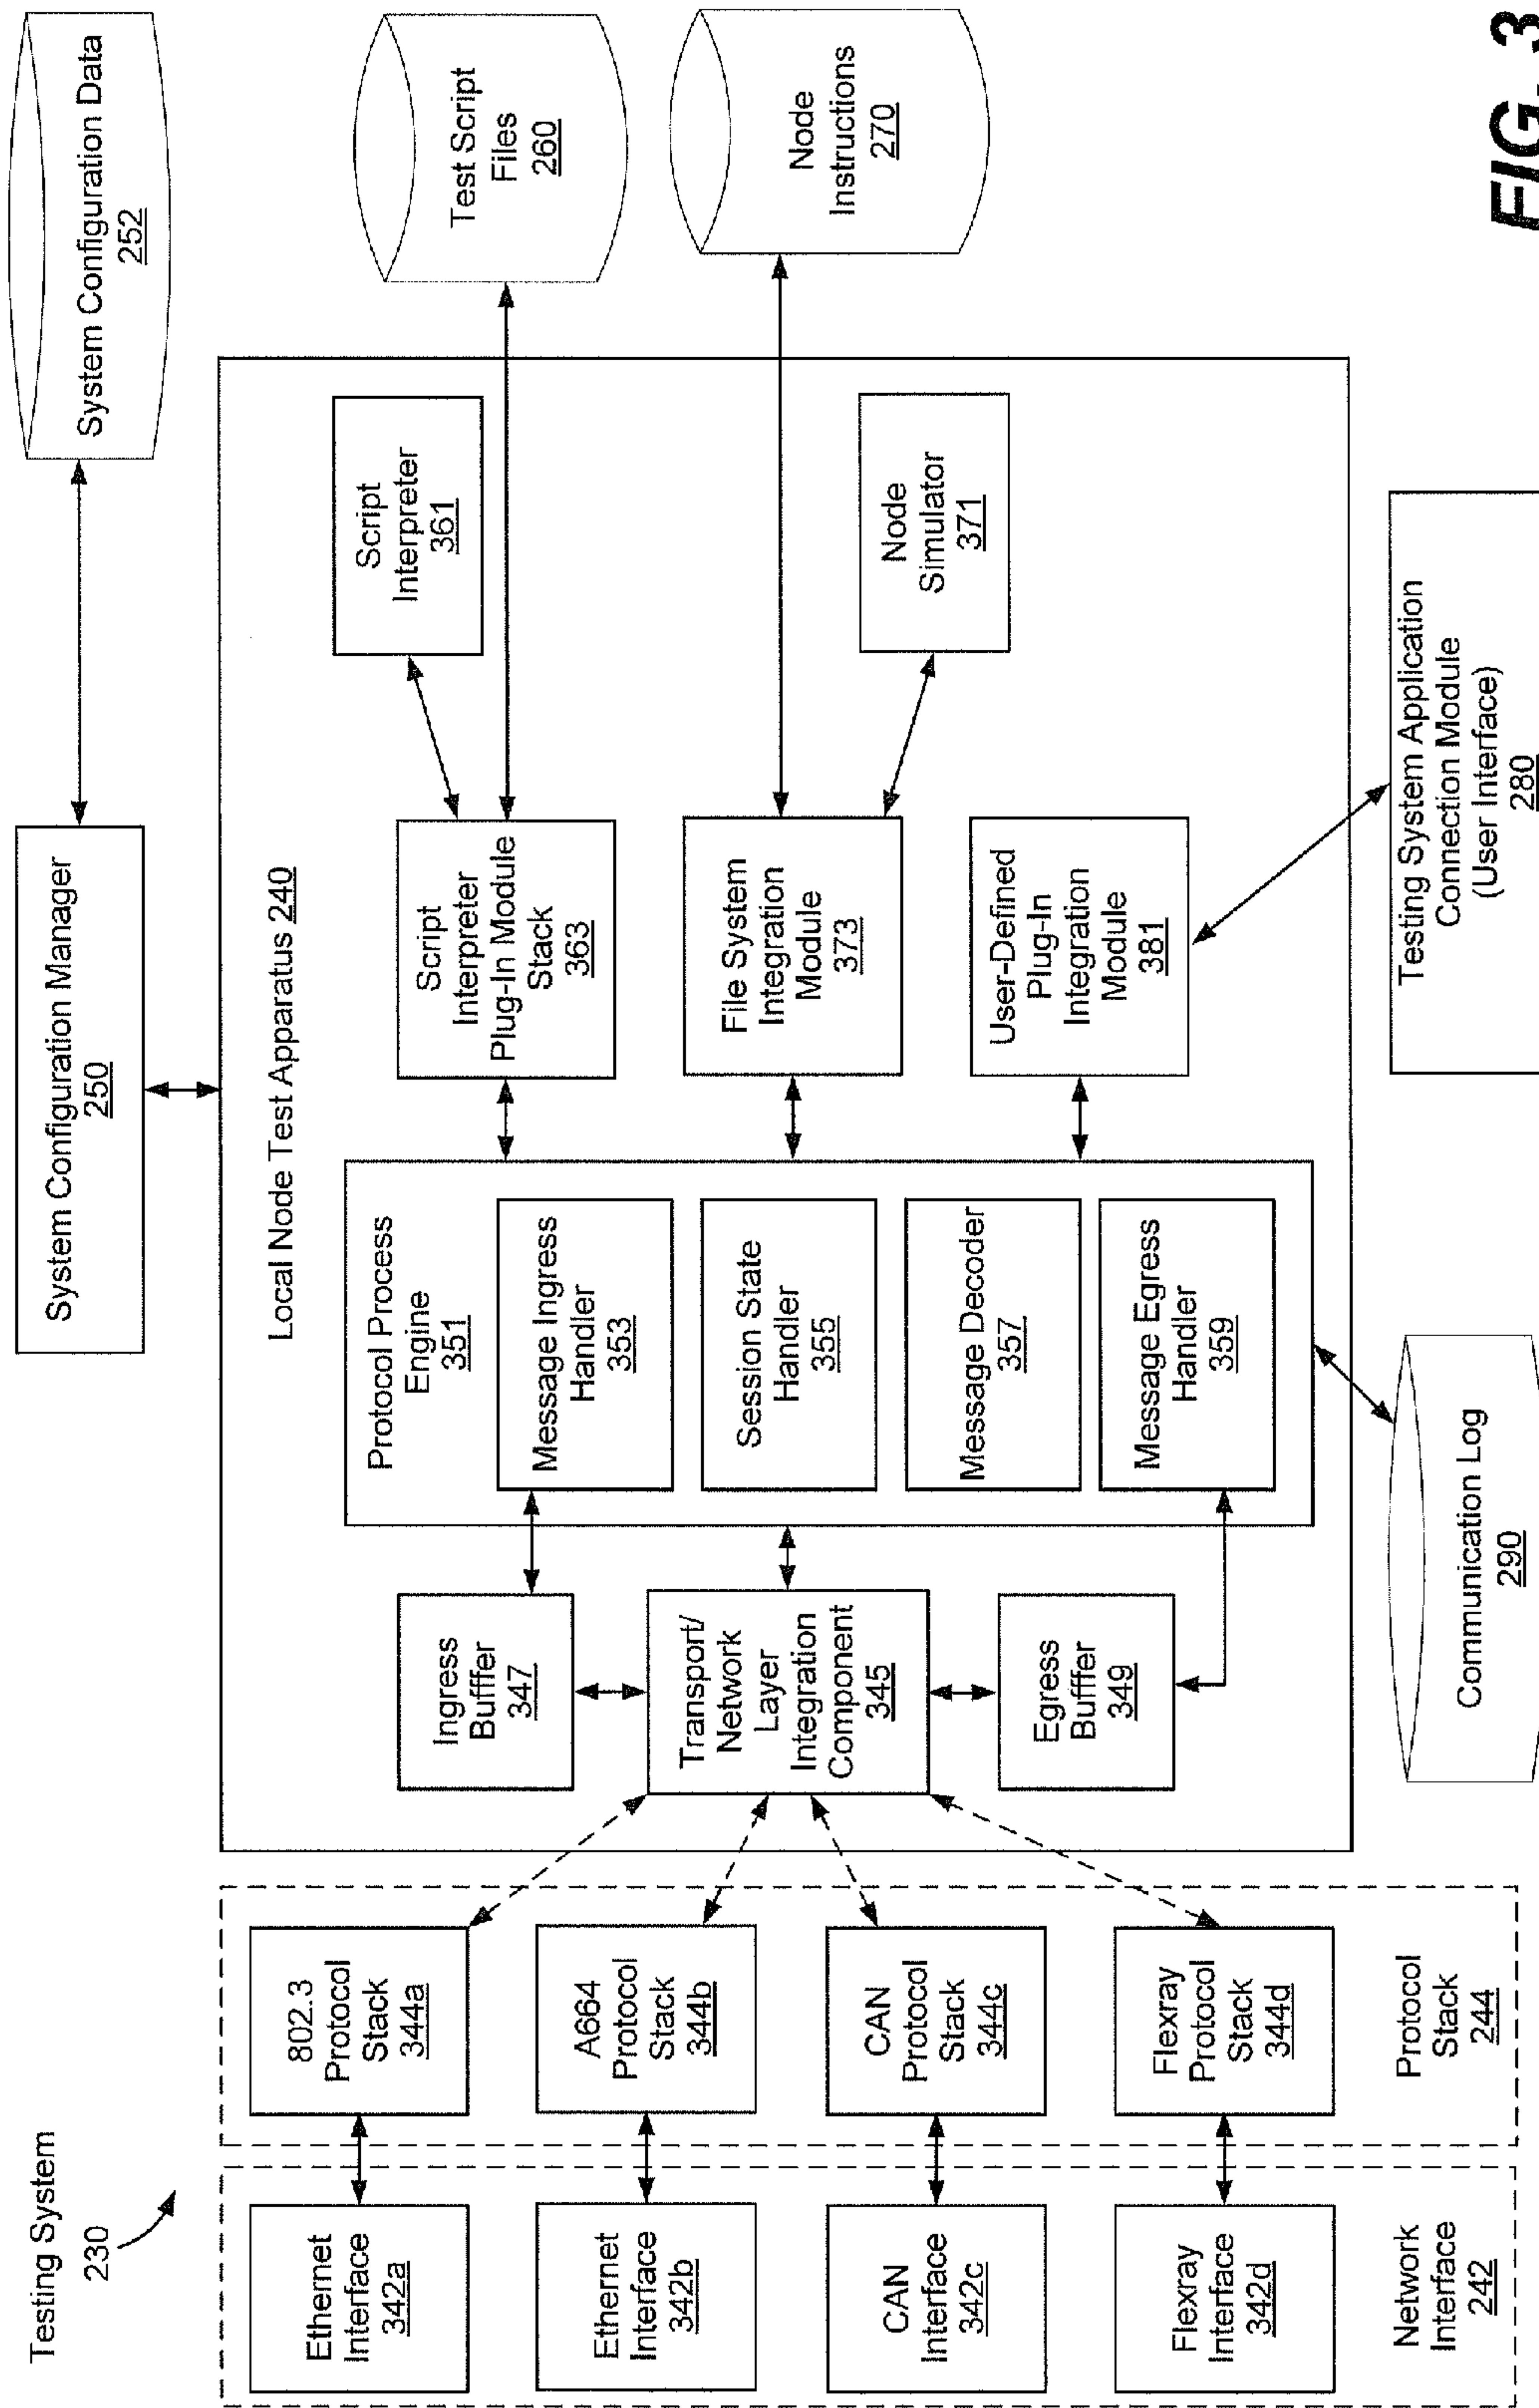 Testing System
230
Ethernet
Interface
342a
Ethernet
Interface
342b
CAN
Interface
342c
Flexray
Interface
342d
Network
Interface
242
802.3
Protocol
Stack
344a
A664
Protocol
Stack
344b
CAN
Protocol
Stack
344c
Flexray
Protocol
Stack
344d
Protocol
Stack
244
System Configuration Manager
250
System Configuration Data
252
Local Node Test Apparatus 240
Ingress
Bufffer
347
Transport/
Network
Layer
Integration
Component
345
Egress
Bufffer
349
Protocol Process
Engine
351
Message Ingress
Handler
353
Session State
Handler
355
Message Decoder
357
Message Egress
Handler
359
Script
Interpreter
Plug-In Module
Stack
363
File System
Integration
Module
373
User-Defined
Plug-In
Integration
Module
381
Script
Interpreter
361
Node
Simulator
371
Test Script
Files
260
Node
Instructions
270
Communication Log
290
Testing System Application
Connection Module
(User Interface)
280
FIG. 3